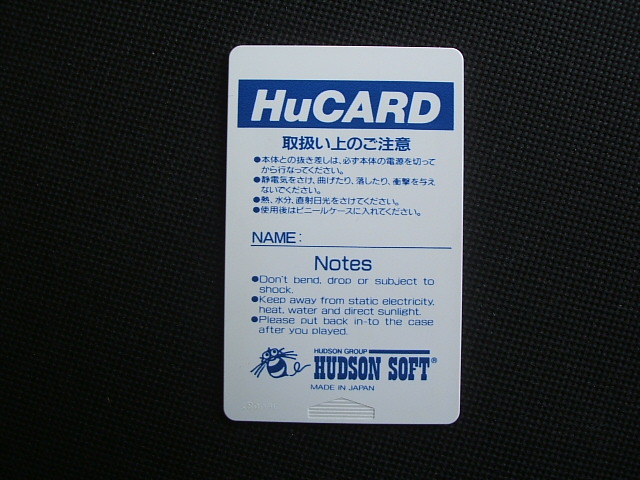 HuCARD
取扱い上のご注意
●本体との抜き差しは、必ず本体の電源を切って
から行なってください。
●静電気をさけ、曲げたり、落したり、衝撃を与え
ないでください。
●熱、水分、直射日光をさけてください。
●使用後はビニールケースに入れてください。
NAME:
Notes
●Don't bend, drop or subject to
shock.
●Keep away from static electricity,
heat, water and direct sunlight.
●Please put back in-to the case
after you played.
HUDSON GROUP
HUDSON SOFT®
MADE IN JAPAN